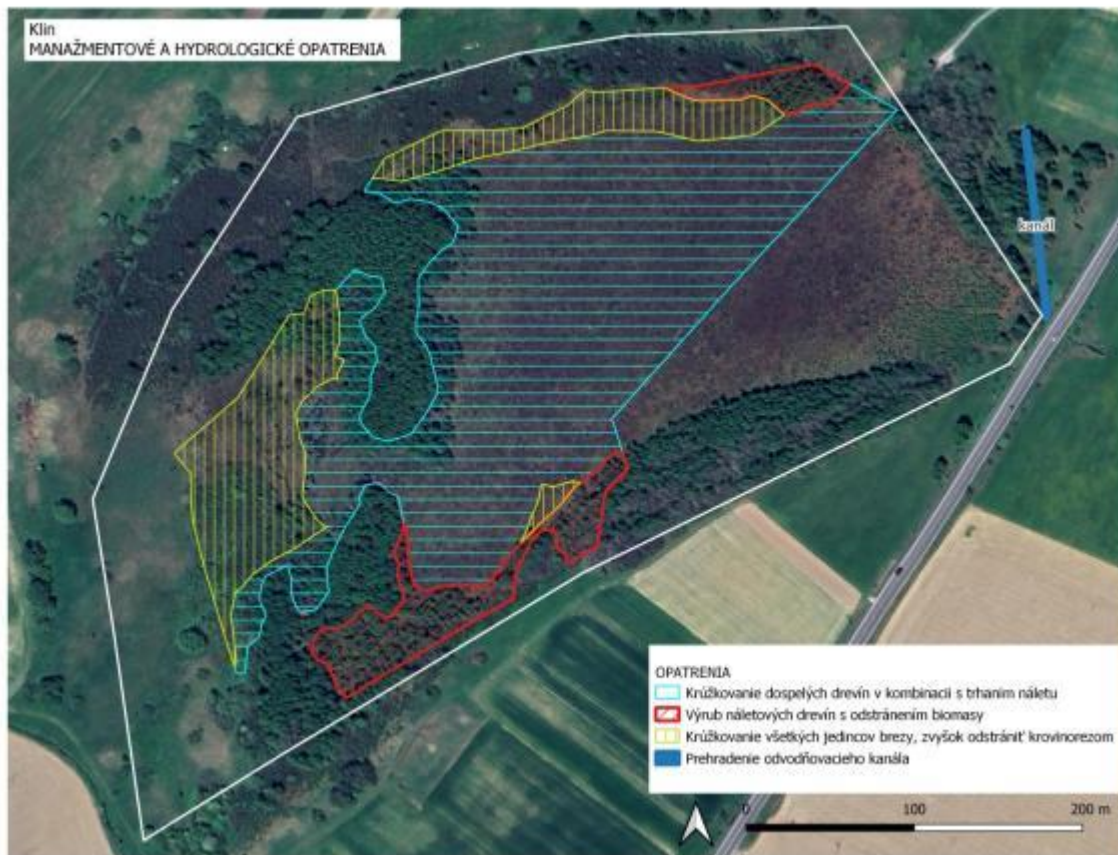 Klin
MANAŽMENTOVÉ A HYDROLOGICKÉ OPATRENIA
kanál
OPATRENIA
Krúžkovanie dospelých drevín v kombinacii s trhaním náletu
Výrub náletových drevín s odstránením biomasy
Krúžkovanie všetkých jedincov brezy, zvyšok odstrániť krovinorezom
Prehradenie odvodňovacieho kanála
0 100 200 m